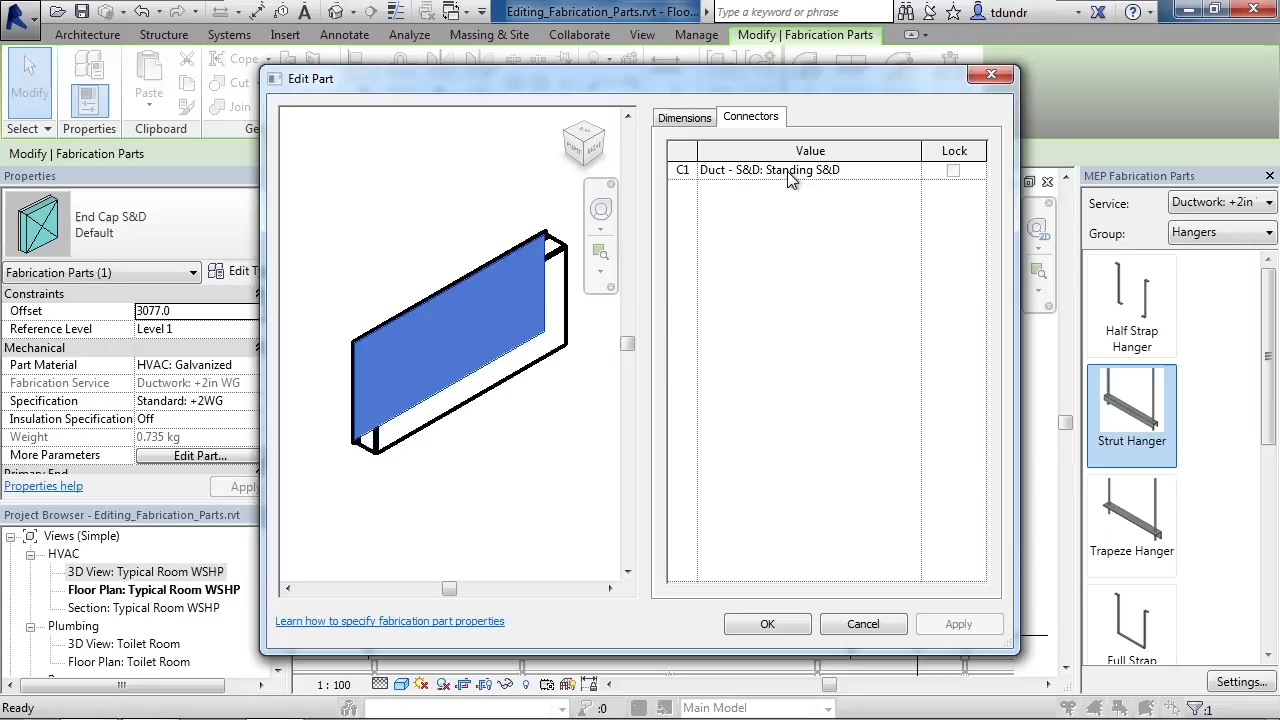 Editing_Fabrication_Parts.rvt - Floo...
Type a keyword or phrase
tdundr
Architecture
Structure
Systems
Insert
Annotate
Analyze
Massing & Site
Collaborate
View
Manage
Modify | Fabrication Parts
Modify
Paste
Cope
Cut
Join
Select
Properties
Clipboard
Ge
Modify | Fabrication Parts
Properties
End Cap S&D
Default
Fabrication Parts (1)
Edit T
Constraints
Offset
3077.0
Reference Level
Level 1
Mechanical
Part Material
HVAC: Galvanized
Fabrication Service
Ductwork: +2in WG
Specification
Standard: +2WG
Insulation Specification
Off
Weight
0.735 kg
More Parameters
Edit Part...
Primary End
Properties help
Apply
Project Browser - Editing_Fabrication_Parts.rvt
Views (Simple)
HVAC
3D View: Typical Room WSHP
Floor Plan: Typical Room WSHP
Section: Typical Room WSHP
Plumbing
3D View: Toilet Room
Floor Plan: Toilet Room
Ready
Edit Part
Dimensions
Connectors
Value
Lock
C1
Duct - S&D: Standing S&D
Learn how to specify fabrication part properties
OK
Cancel
Apply
1 : 100
:0
Main Model
:1
2D
MEP Fabrication Parts
Service:
Ductwork: +2in
Group:
Hangers
Half Strap
Hanger
Strut Hanger
Trapeze Hanger
Full Strap
Settings...